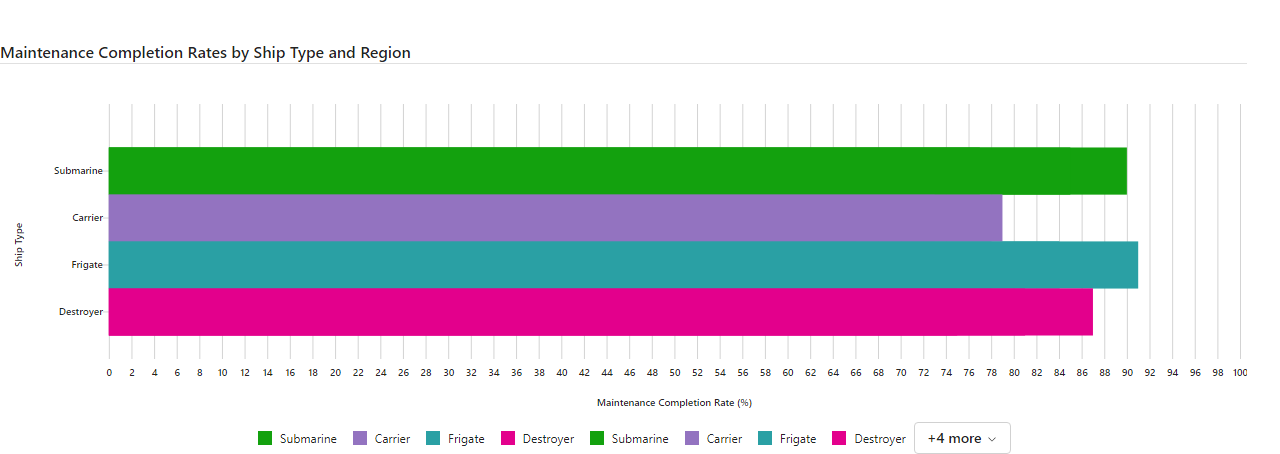 Maintenance Completion Rates by Ship Type and Region
Ship Type
Submarine
Carrier
Frigate
Destroyer
0 2 4 6 8 10 12 14 16 18 20 22 24 26 28 30 32 34 36 38 40 42 44 46 48 50 52 54 56 58 60 62 64 66 68 70 72 74 76 78 80 82 84 86 88 90 92 94 96 98 100
Maintenance Completion Rate (%)
Submarine Carrier Frigate Destroyer Submarine Carrier Frigate Destroyer +4 more